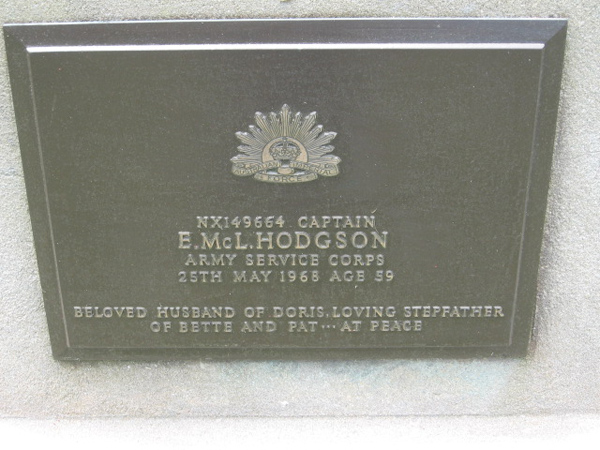 FORCE
NX149664 CAPTAIN
E.McL.HODGSON
ARMY SERVICE CORPS
25TH MAY 1968 AGE 59
BELOVED HUSBAND OF DORIS, LOVING STEPFATHER
OF BETTE AND PAT... AT PEACE